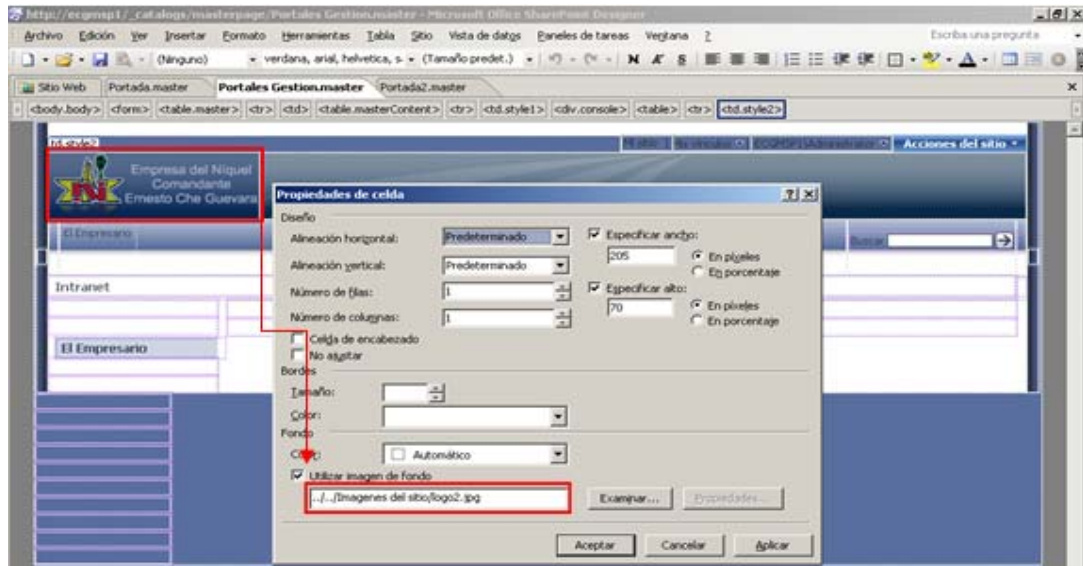 http://ecgmsp1/_catalogs/masterpage/Portales Gestion.master - Microsoft Office SharePoint Designer
Archivo Edición Ver Insertar Formato Herramientas Tabla Sitio Vista de datos Paneles de tareas Ventana ? Escriba una pregunta
(Ninguno) verdana, arial, helvetica, s (Tamaño predet.) N K S
Sitio Web Portada.master Portales Gestion.master Portada2.master
<body.body> <form> <table.master> <tr> <td> <table.masterContent> <tr> <td.style1> <div.console> <table> <tr> <td.style2>
td.style2 Acciones del sitio
Empresa del Níquel
Comandante
Ernesto Che Guevara
El Empresario
Buscar
Intranet
El Empresario
Propiedades de celda
Diseño
Alineación horizontal: Predeterminado
Especificar ancho:
205
En píxeles
En porcentaje
Alineación vertical: Predeterminado
Número de filas: 1
Especificar alto:
70
En píxeles
En porcentaje
Número de columnas: 1
Celda de encabezado
No ajustar
Bordes
Tamaño:
Color:
Fondo
Automático
Utilizar imagen de fondo
../../Imagenes del sitio/logo2.jpg
Examinar... Propiedades...
Aceptar Cancelar Aplicar